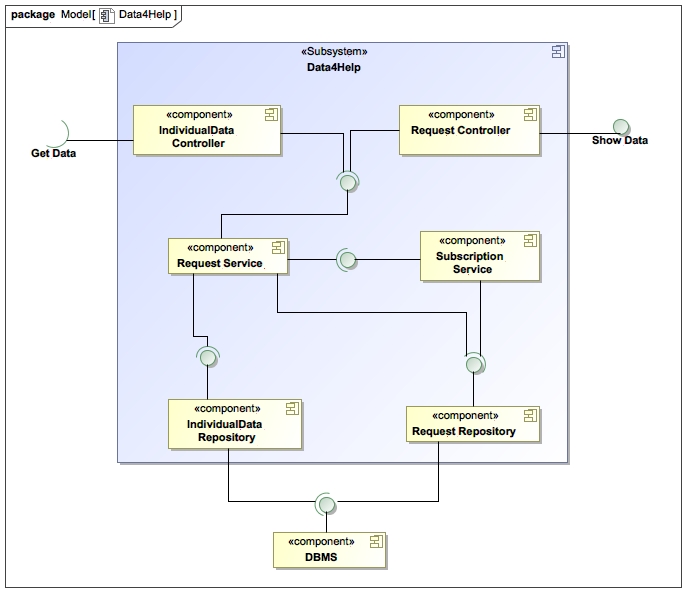 package Model[ Data4Help ]
«Subsystem»
Data4Help
«component»
IndividualData
Controller
«component»
Request Controller
Get Data
Show Data
«component»
Request Service
«component»
Subscription
Service
«component»
IndividualData
Repository
«component»
Request Repository
«component»
DBMS